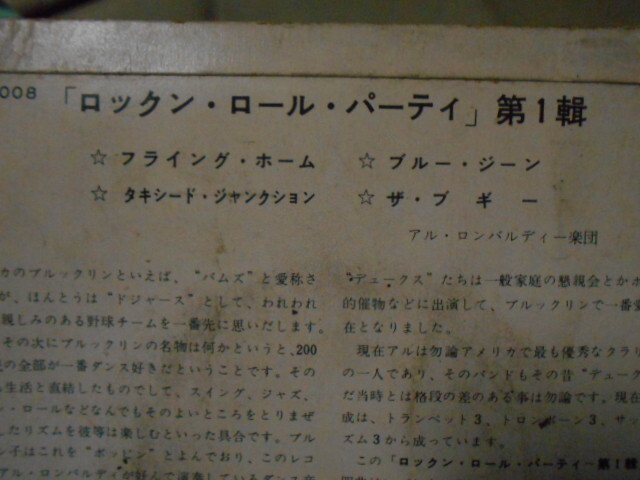 008 「ロックン・ロール・パーティ」第1輯
☆ フライング・ホーム ☆ ブルー・ジーン
☆ タキシード・ジャンクション ☆ ザ・ブギー
アル・ロンバルディー楽団
カのブルックリンといえば、"バムズ"と愛称さ
が、ほんとうは"ドジャース"として、われわれ
親しみのある野球チームを一番先に思いだします。
その次にブルックリンの名物は何かというと、200
の全部が一番ダンス好きだということです。その
生活と直結したもので、スイング、ジャズ、
ン・ロールなどなんでもそのよいところをとりまぜ
したリズムを彼等は楽しむといった具合です。ブル
ン子はこれを"ボッピン"とよんでおり、このレコ
アル・ロンバルディが好んで演奏しているダンス音
"デュークス"たちは一般家庭の懇親会とかホ
的催物などに出演して、ブルックリンで一番
在となりました。
現在アルは勿論アメリカで最も優秀なクラリ
の一人であり、そのバンドもその昔"デューク
だ当時とは格段の差のある事は勿論です。現在
成は、トランペット3、トロンボーン3、サッ
ズム3から成っています。
この「ロックン・ロール・パーティー第1輯